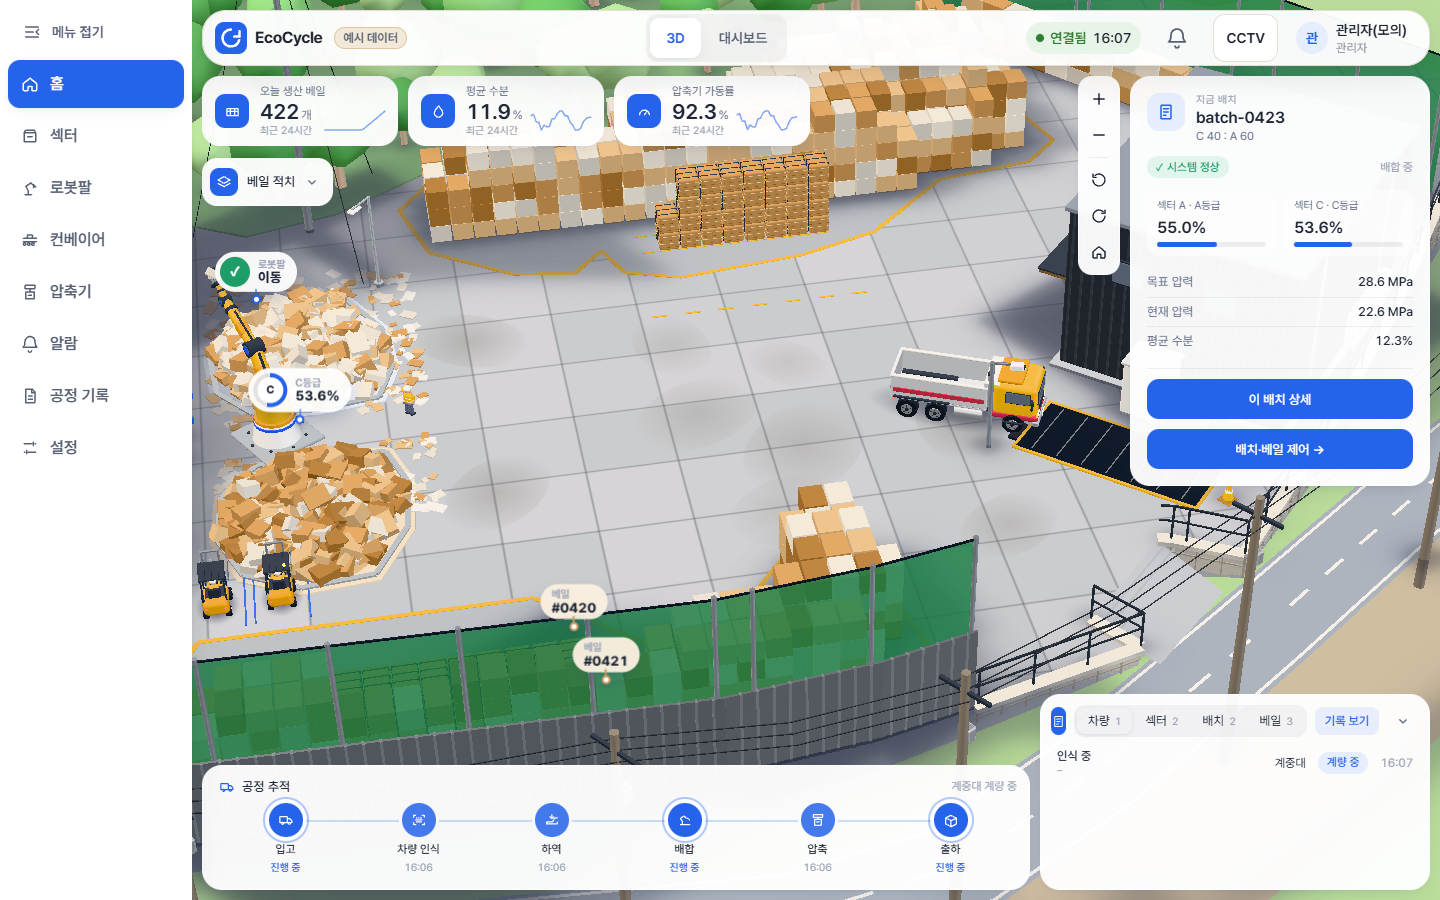 메뉴 접기
홈
섹터
로봇팔
컨베이어
압축기
알람
공정 기록
설정
EcoCycle
예시 데이터
3D
대시보드
연결됨 16:07
CCTV
관
관리자(모의)
관리자
오늘 생산 베일
422개
최근 24시간
평균 수분
11.9%
최근 24시간
압축기 가동률
92.3%
최근 24시간
베일 적치
로봇팔
이동
C
C등급
53.6%
베일
#0420
베일
#0421
지금 배치
batch-0423
C 40 : A 60
✓ 시스템 정상
배합 중
섹터 A · A등급
55.0%
섹터 C · C등급
53.6%
목표 압력
28.6 MPa
현재 압력
22.6 MPa
평균 수분
12.3%
이 배치 상세
배치·베일 제어 →
공정 추적
계중대 계량 중
입고
진행 중
차량 인식
16:06
하역
16:06
배합
진행 중
압축
16:06
출하
진행 중
차량 1
섹터 2
배치 2
베일 3
기록 보기
인식 중
–
계중대
계량 중
16:07